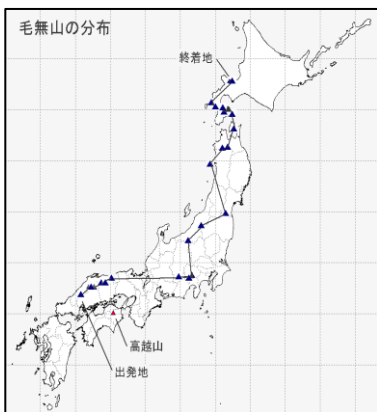 毛無山の分布
終着地
高越山
出発地